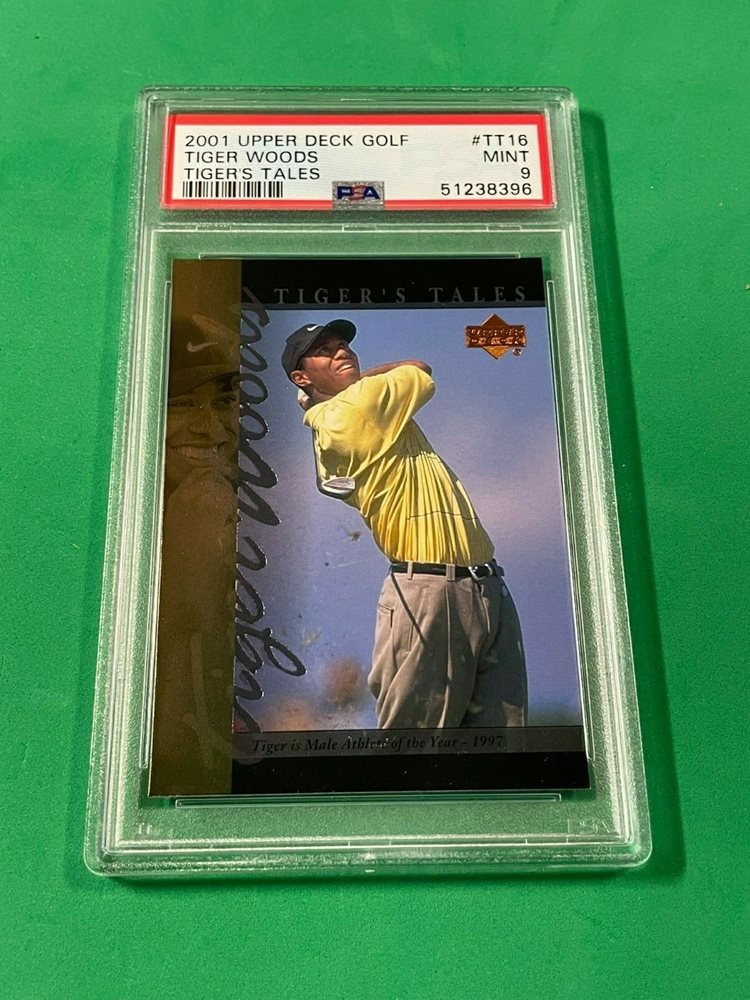 2001 UPPER DECK GOLF #TT16
TIGER WOODS MINT
TIGER'S TALES 9
PSA 51238396
TIGER'S TALES
UPPER DECK
Tiger Woods
Tiger is Male Athlete of the Year - 1997